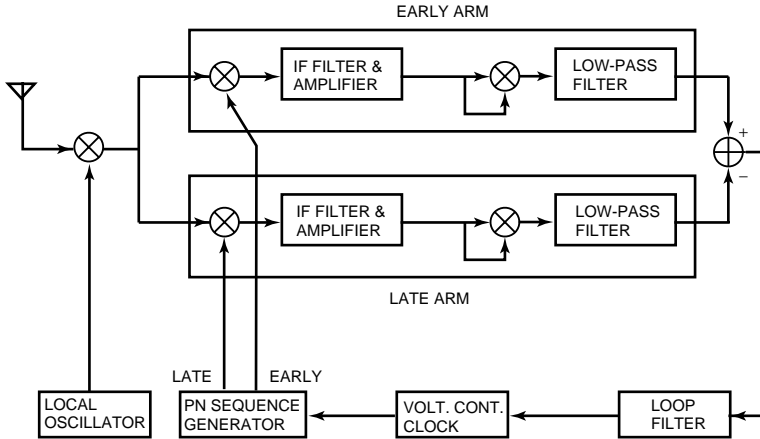 EARLY ARM
IF FILTER &
AMPLIFIER
LOW-PASS
FILTER
+
−
IF FILTER &
AMPLIFIER
LOW-PASS
FILTER
LATE ARM
LATE
EARLY
LOCAL
OSCILLATOR
PN SEQUENCE
GENERATOR
VOLT. CONT.
CLOCK
LOOP
FILTER